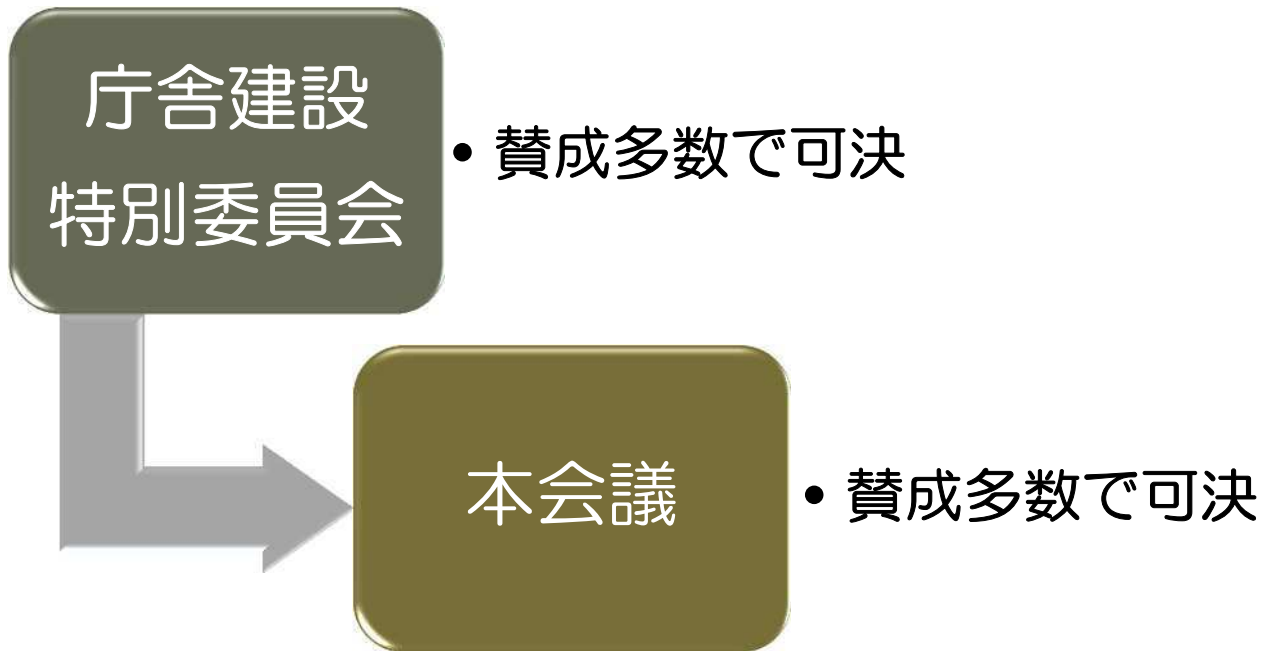 庁舎建設
特別委員会
• 賛成多数で可決
本会議
• 賛成多数で可決